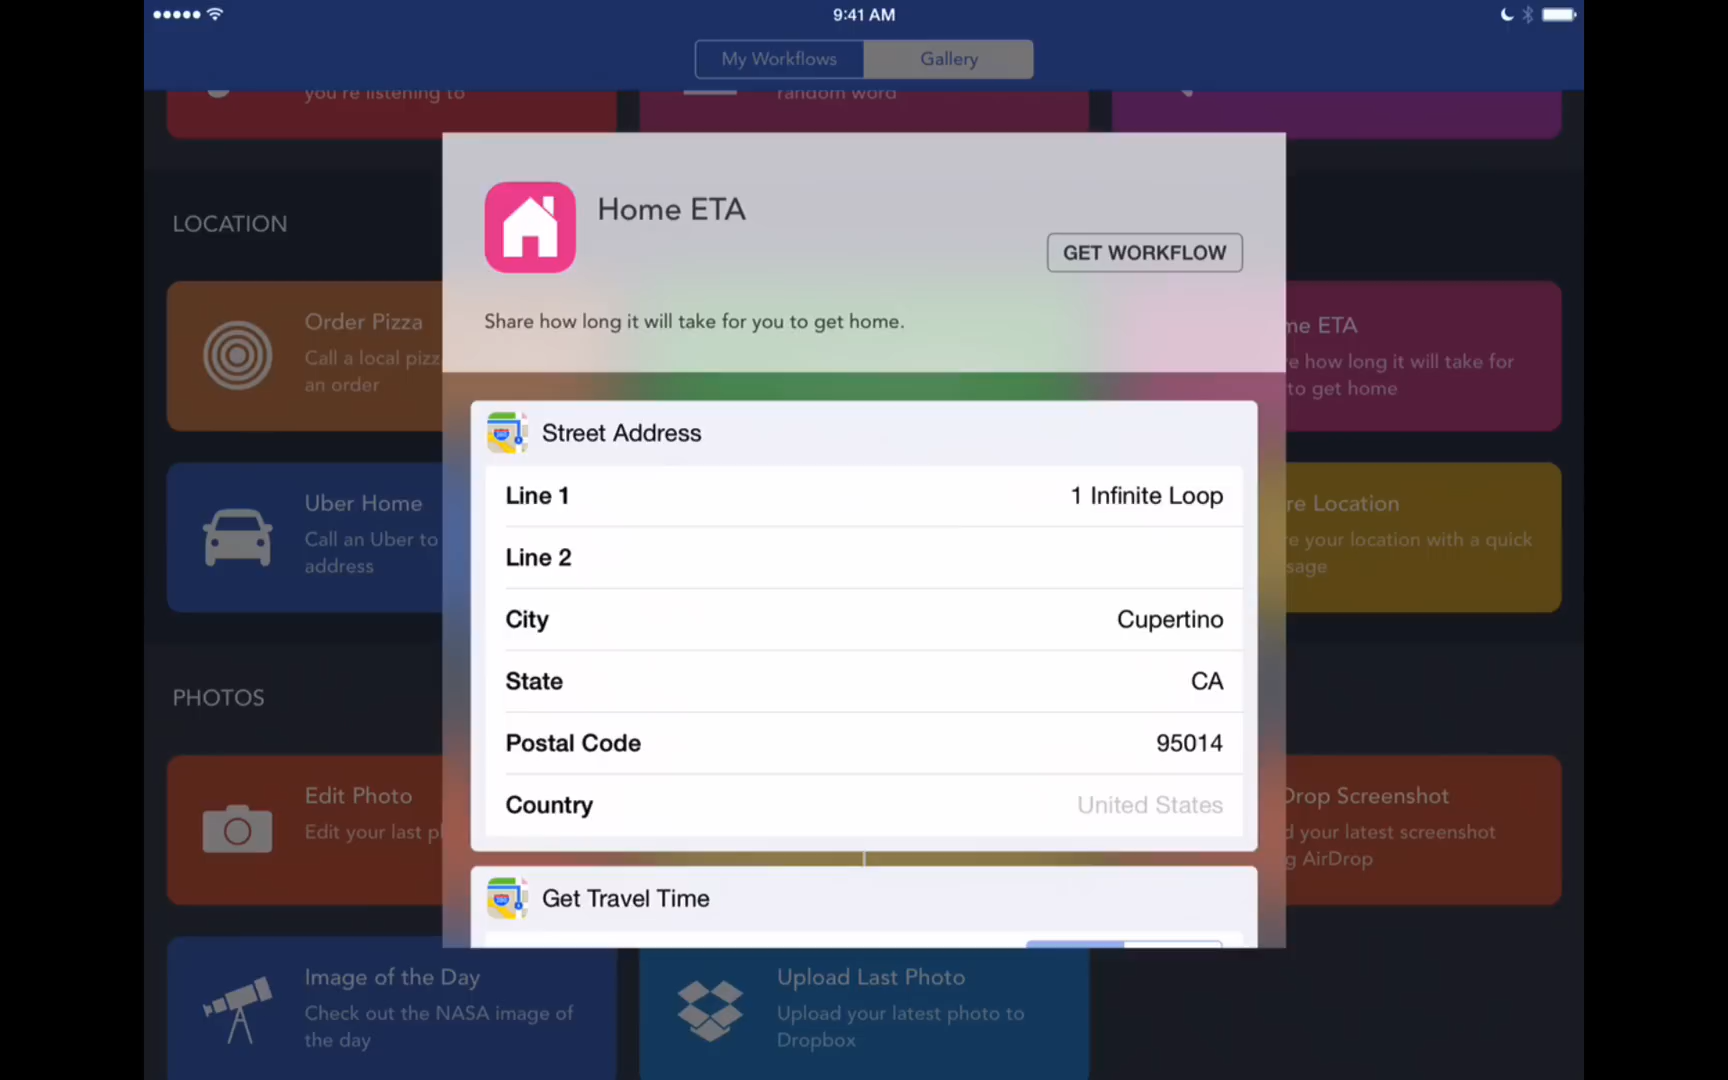 9:41 AM
My Workflows
Gallery
you're listening to
random word
LOCATION
Order Pizza
Call a local pizz
an order
Uber Home
Call an Uber to
address
PHOTOS
Edit Photo
Edit your last pl
Image of the Day
Check out the NASA image of
the day
Upload Last Photo
Upload your latest photo to
Dropbox
me ETA
e how long it will take for
to get home
re Location
e your location with a quick
sage
Drop Screenshot
d your latest screenshot
g AirDrop
Home ETA
GET WORKFLOW
Share how long it will take for you to get home.
Street Address
Line 1 1 Infinite Loop
Line 2
City Cupertino
State CA
Postal Code 95014
Country United States
Get Travel Time